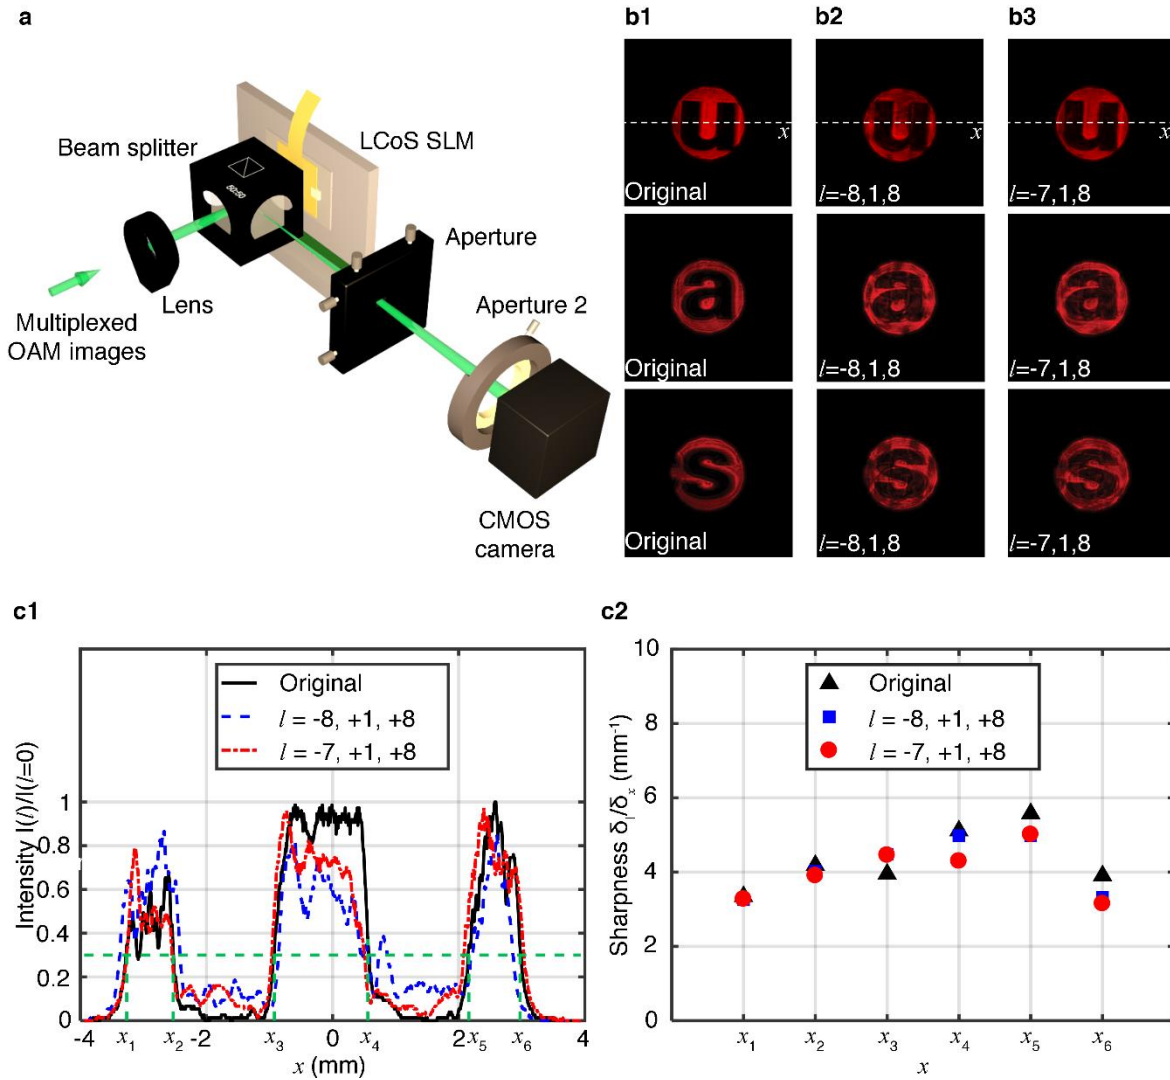 a
Beam splitter
LCoS SLM
50:50
Aperture
Aperture 2
Lens
Multiplexed
OAM images
CMOS
camera
b1
b2
b3
x
x
x
Original
l=-8,1,8
l=-7,1,8
Original
l=-8,1,8
l=-7,1,8
Original
l=-8,1,8
l=-7,1,8
u
u
u
a
a
a
s
s
s
c1
Original
l = -8, +1, +8
l = -7, +1, +8
Intensity I(l)/I(l=0)
1
0.8
0.6
0.4
0.2
0
-4 x₁ x₂ -2 x₃ 0 x₄ 2 x₅ x₆ 4
x (mm)
c2
Original
l = -8, +1, +8
l = -7, +1, +8
Sharpness δI/δx (mm⁻¹)
10
8
6
4
2
0
x₁ x₂ x₃ x₄ x₅ x₆
x